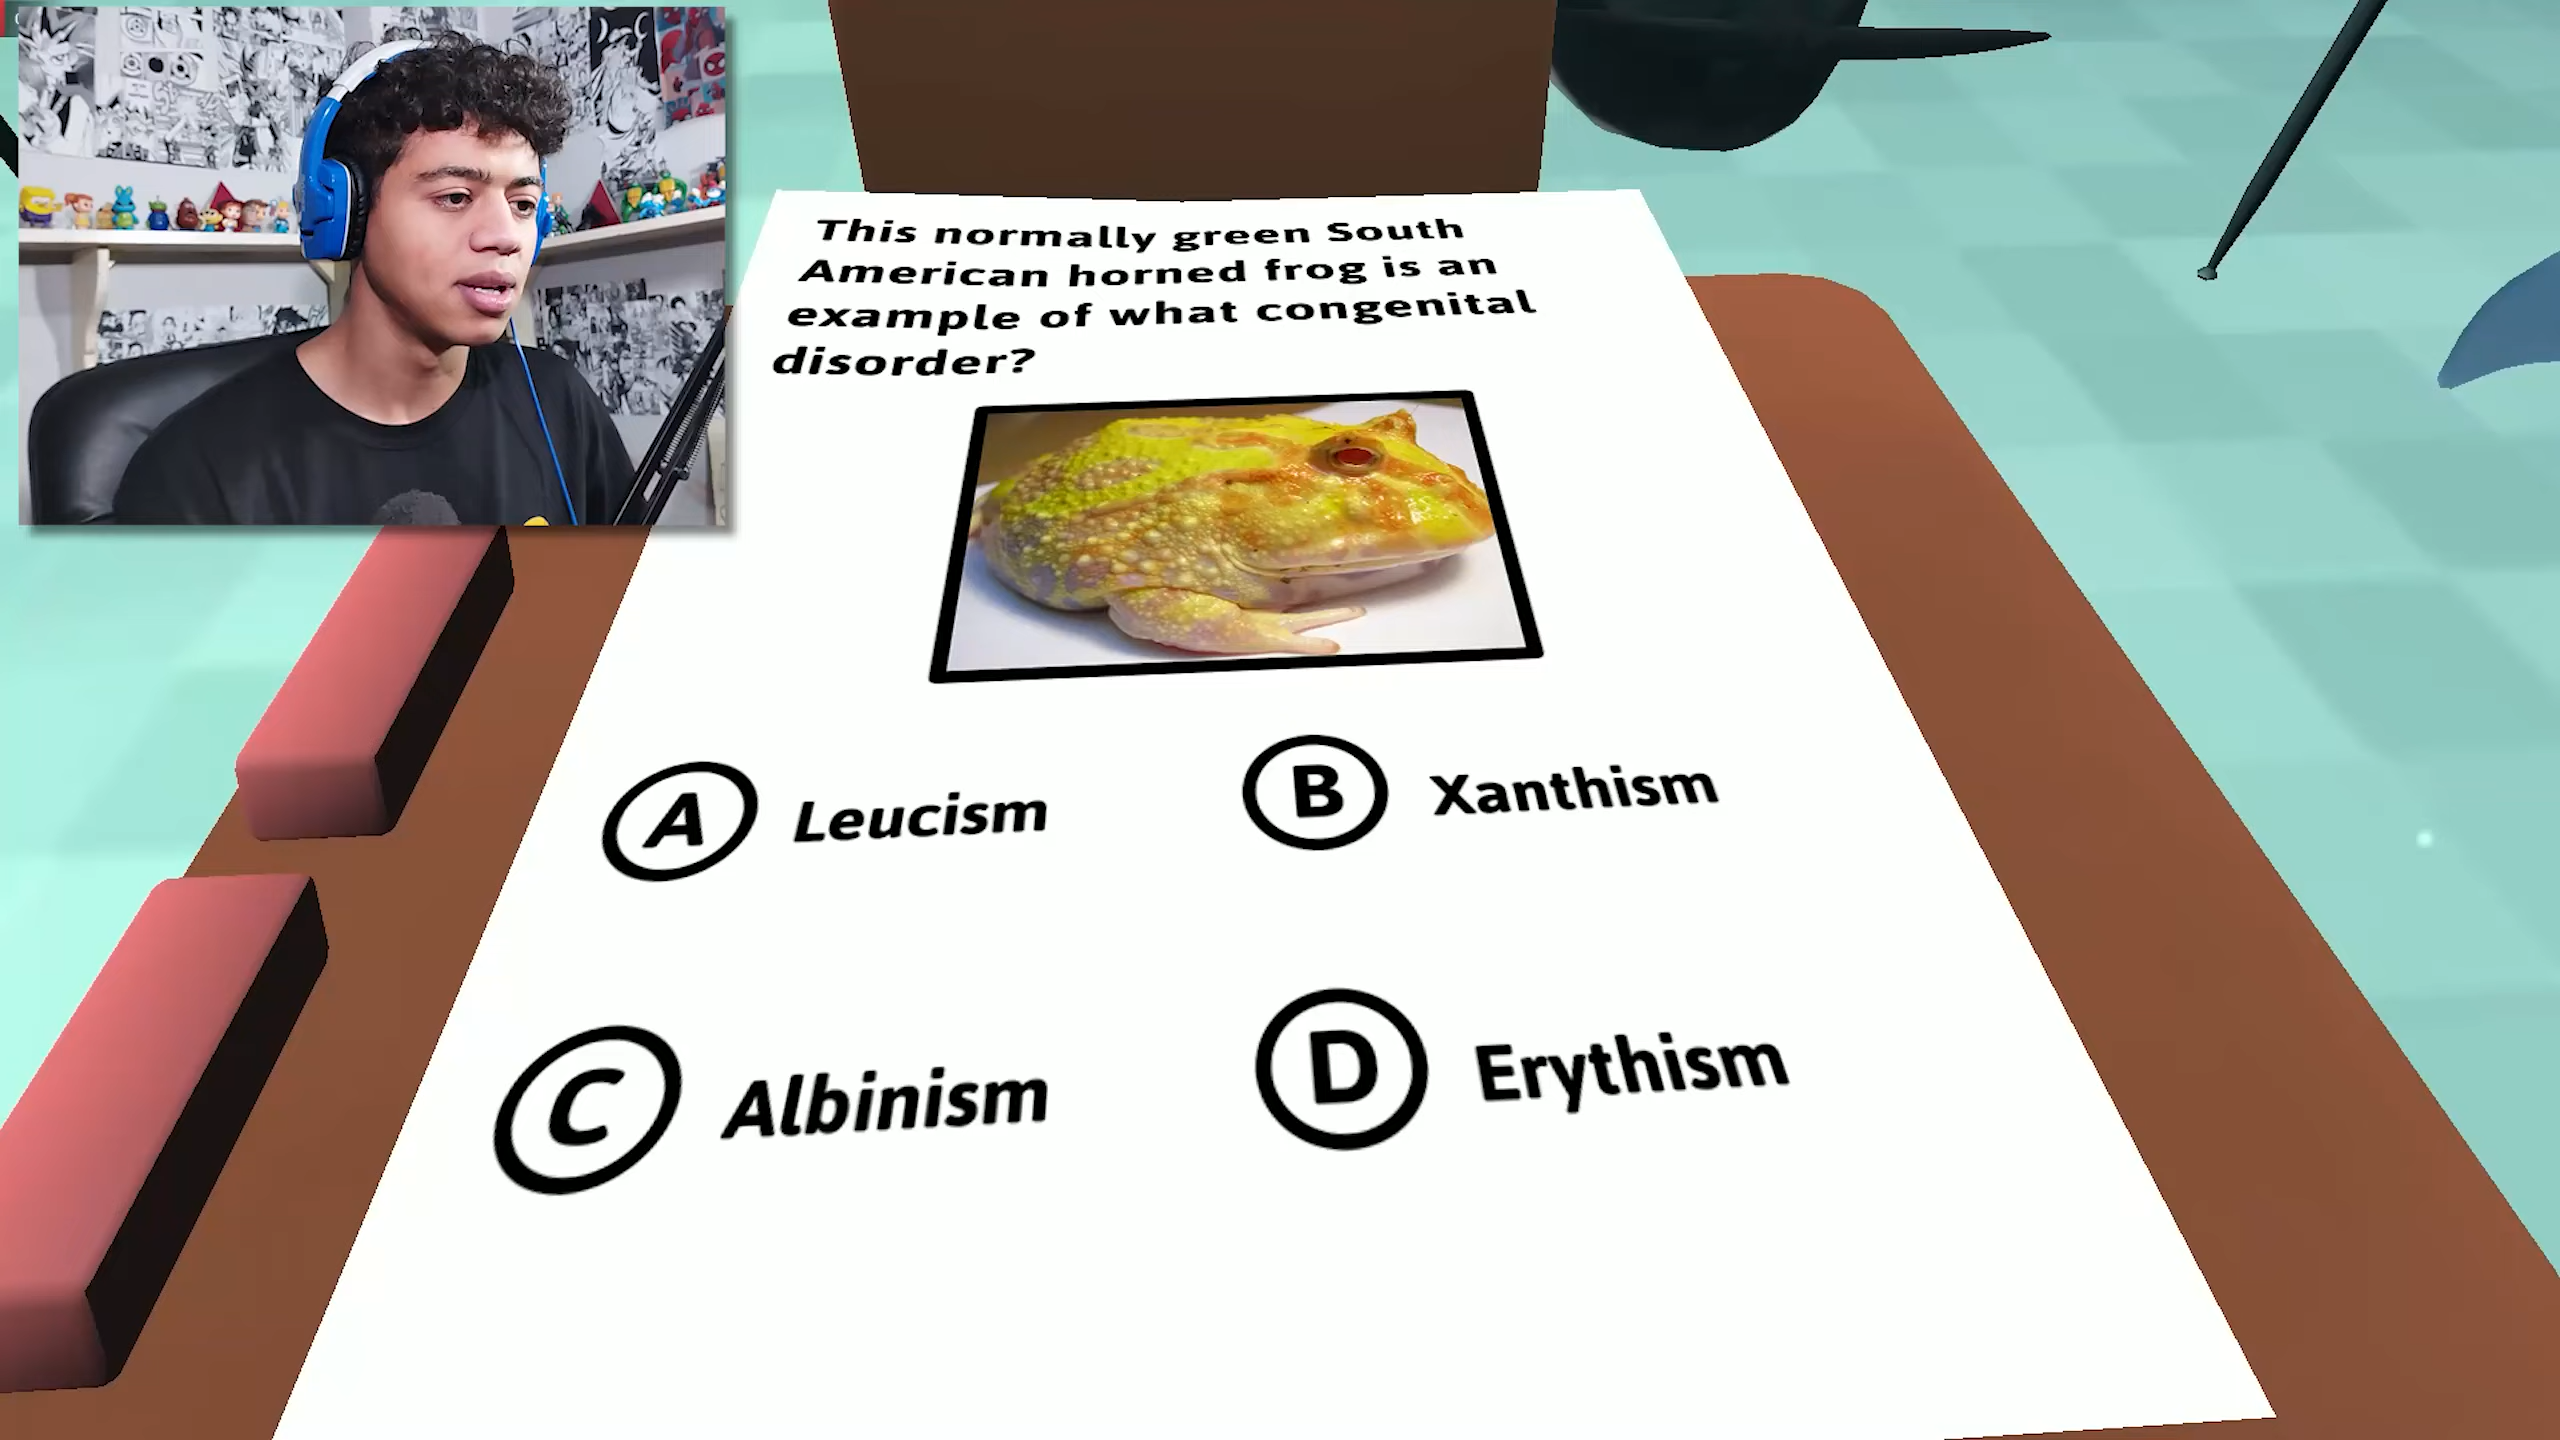 This normally green South
American horned frog is an
example of what congenital
disorder?
A Leucism
B Xanthism
C Albinism
D Erythism